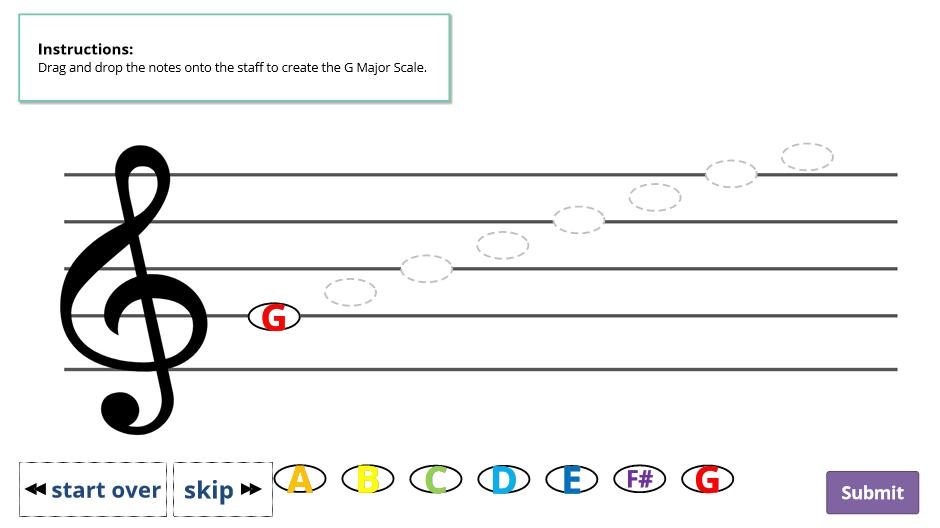 Instructions:
Drag and drop the notes onto the staff to create the G Major Scale.
G
start over skip A B C D E F# G Submit